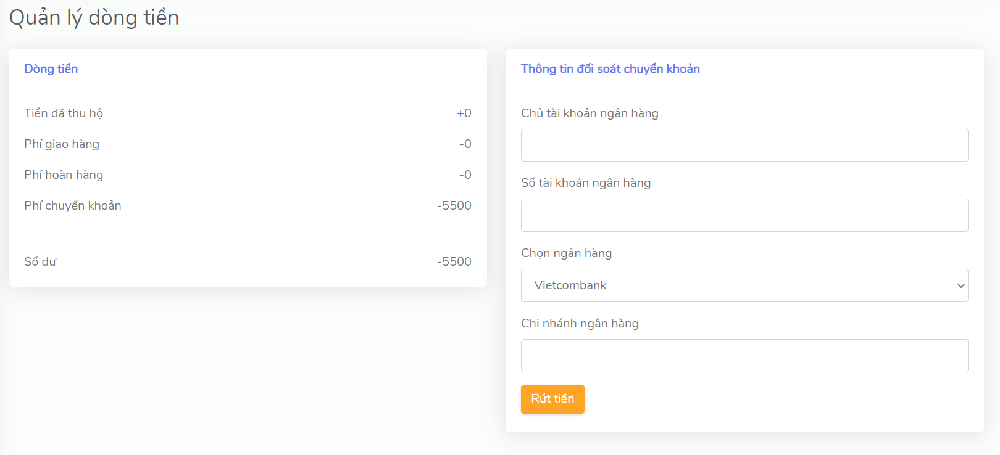 Quản lý dòng tiền
Dòng tiền
Tiền đã thu hộ +0
Phí giao hàng -0
Phí hoàn hàng -0
Phí chuyển khoản -5500
Số dư -5500
Thông tin đối soát chuyển khoản
Chủ tài khoản ngân hàng
Số tài khoản ngân hàng
Chọn ngân hàng
Vietcombank
Chi nhánh ngân hàng
Rút tiền